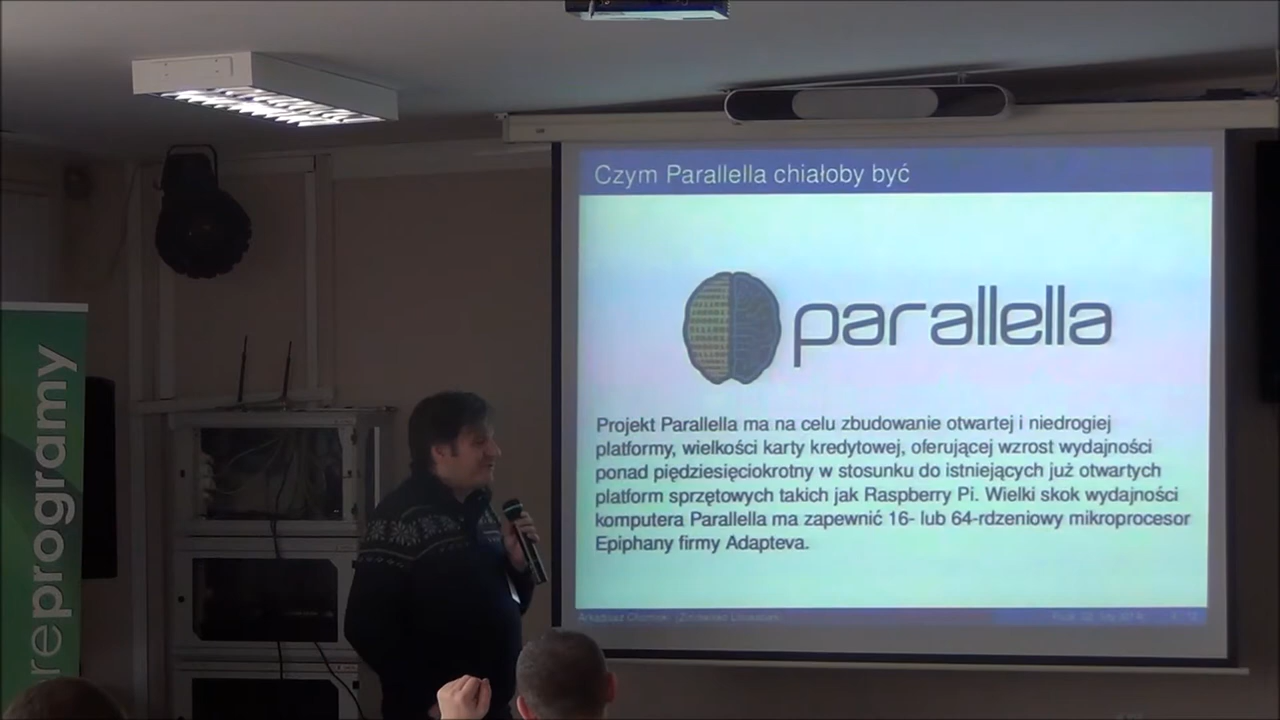 Czym Parallella chiałoby być
parallella
Projekt Parallella ma na celu zbudowanie otwartej i niedrogiej
platformy, wielkości karty kredytowej, oferującej wzrost wydajności
ponad piędziesięciokrotny w stosunku do istniejących już otwartych
platform sprzętowych takich jak Raspberry Pi. Wielki skok wydajności
komputera Parallella ma zapewnić 16- lub 64-rdzeniowy mikroprocesor
Epiphany firmy Adapteva.
reprogramy